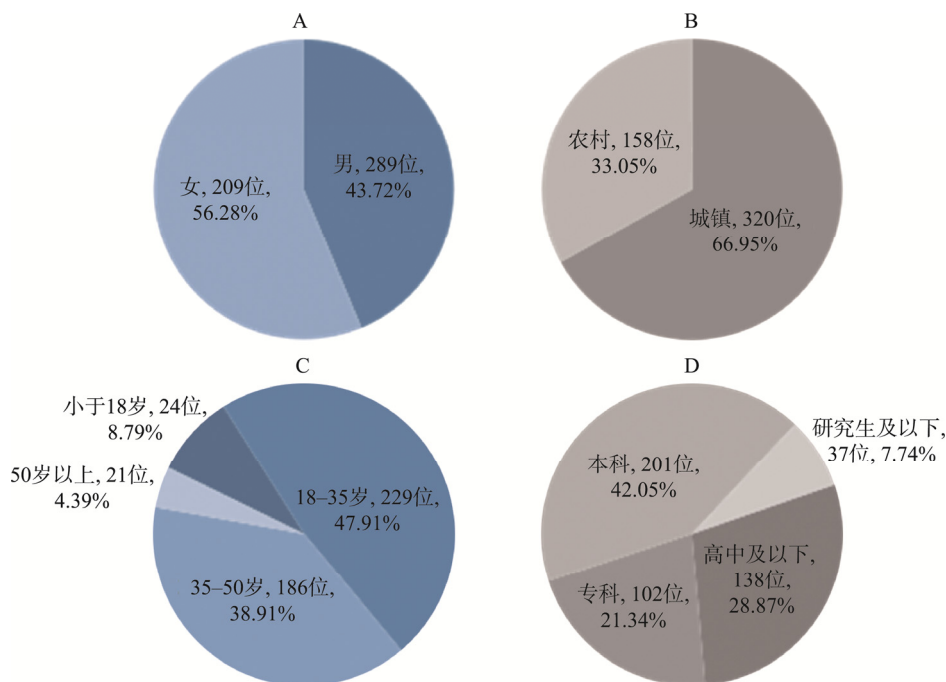 A
女, 209位,
56.28%
男, 289位,
43.72%
B
农村, 158位,
33.05%
城镇, 320位,
66.95%
C
小于18岁, 24位,
8.79%
50岁以上, 21位,
4.39%
18–35岁, 229位,
47.91%
35–50岁, 186位,
38.91%
D
研究生及以下,
37位, 7.74%
本科, 201位,
42.05%
高中及以下,
138位,
28.87%
专科, 102位,
21.34%